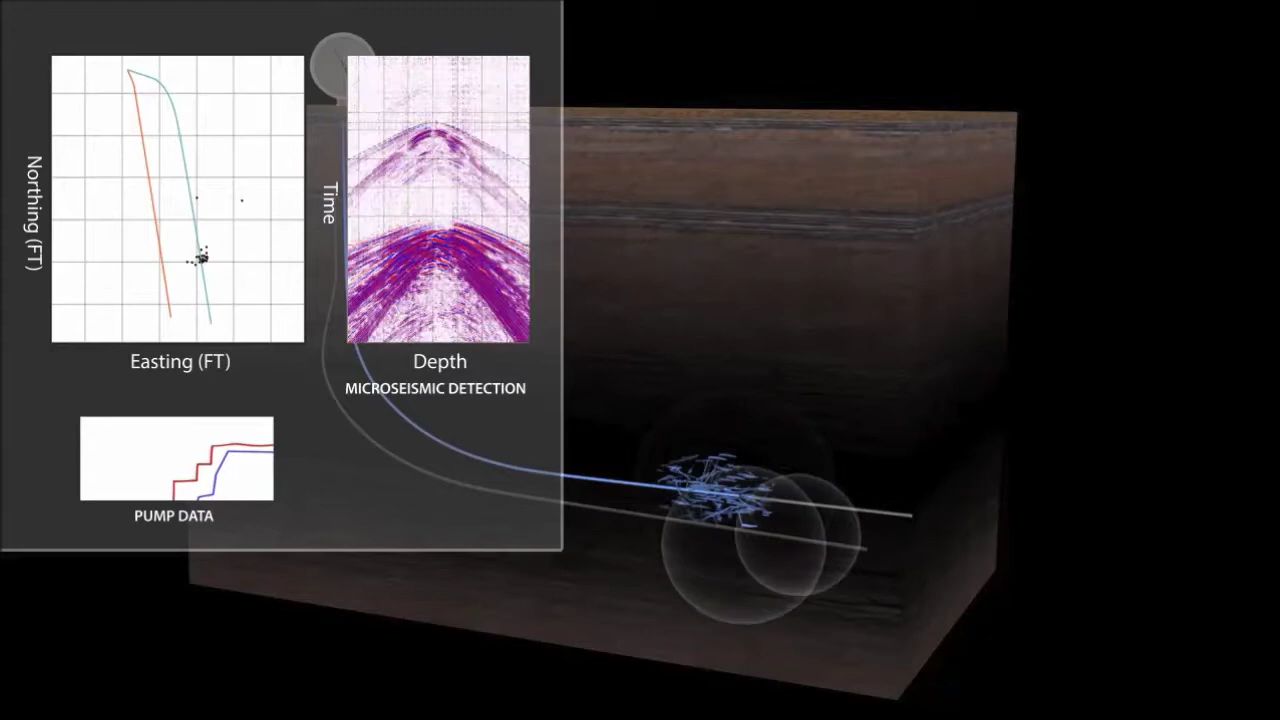 Northing (FT)
Easting (FT)
Time
Depth
MICROSEISMIC DETECTION
PUMP DATA